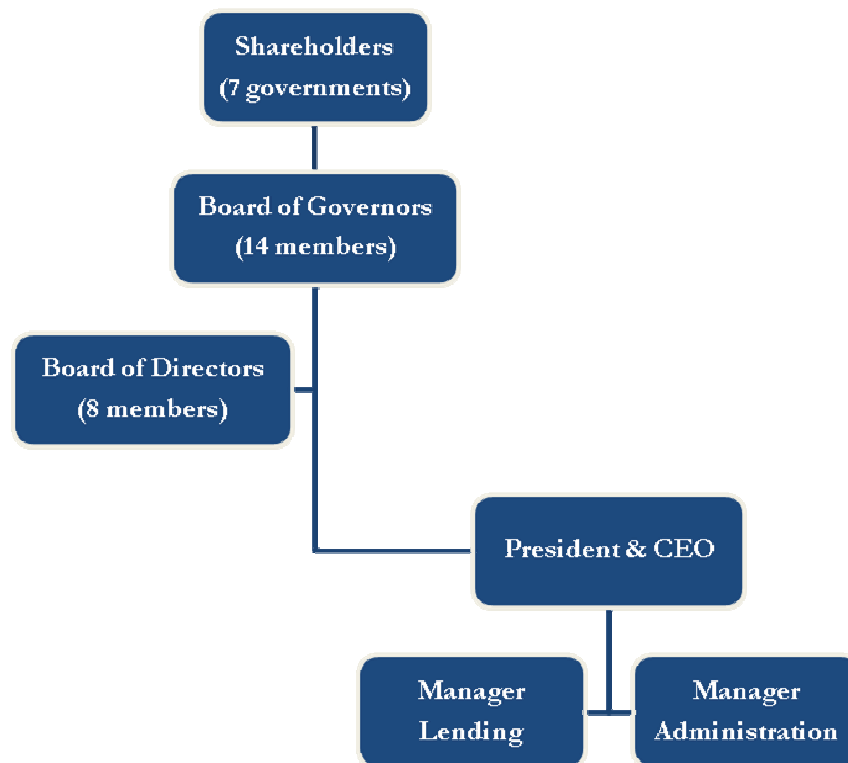 Shareholders
(7 governments)
Board of Governors
(14 members)
Board of Directors
(8 members)
President & CEO
Manager
Lending
Manager
Administration